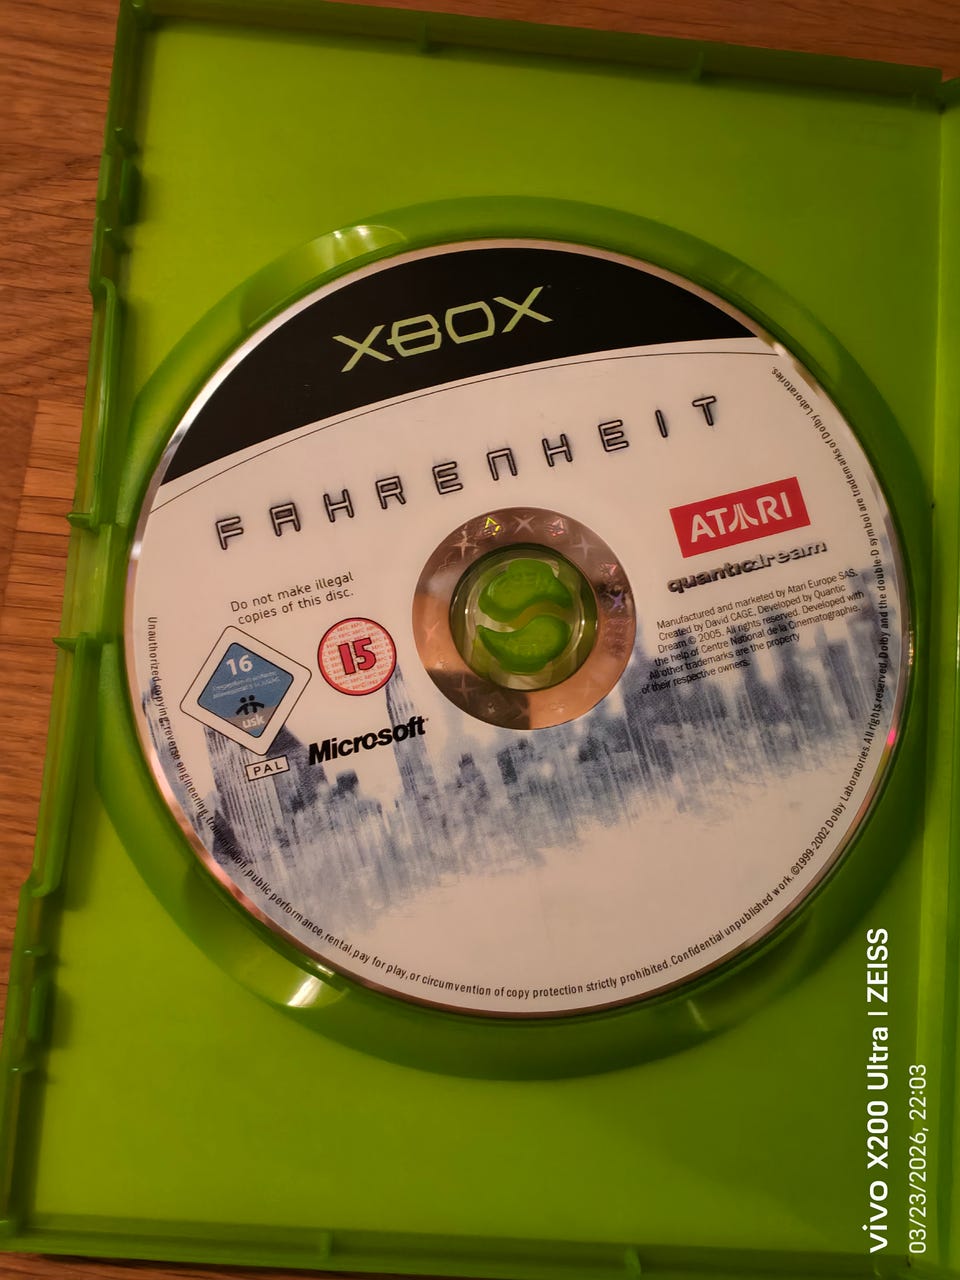 XBOX
FAHRENHEIT
ATARI
quanticdream
Do not make illegal
copies of this disc.
16
usk
15
PAL
Microsoft
Manufactured and marketed by Atari Europe SAS.
Created by David CAGE. Developed by Quantic
Dream © 2005. All rights reserved. Developed with
the help of Centre National de la Cinematographie.
All other trademarks are the property
of their respective owners.
Unauthorized copying, reverse engineering, transmission, public performance, rental, pay for play, or circumvention of copy protection strictly prohibited. Confidential unpublished work. ©1999-2002 Dolby Laboratories. All rights reserved. Dolby and the double-D symbol are trademarks of Dolby Laboratories.
vivo X200 Ultra | ZEISS
03/23/2026, 22:03